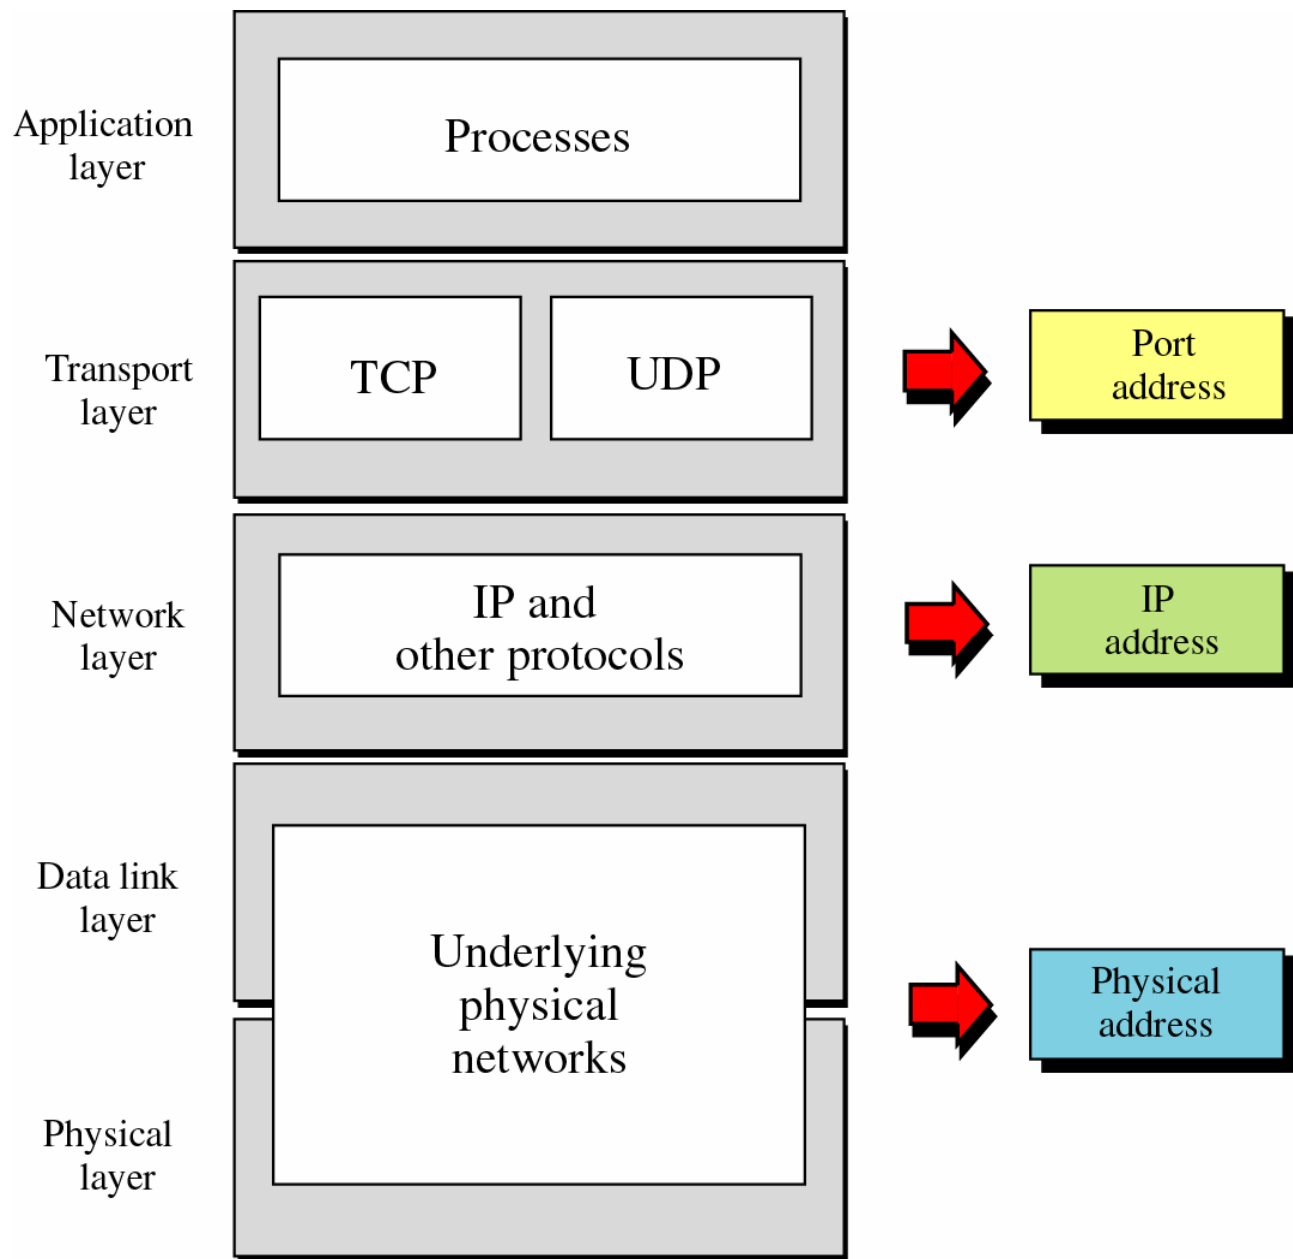 Application
layer
Processes
Transport
layer
TCP
UDP
Port
address
Network
layer
IP and
other protocols
IP
address
Data link
layer
Underlying
physical
networks
Physical
address
Physical
layer